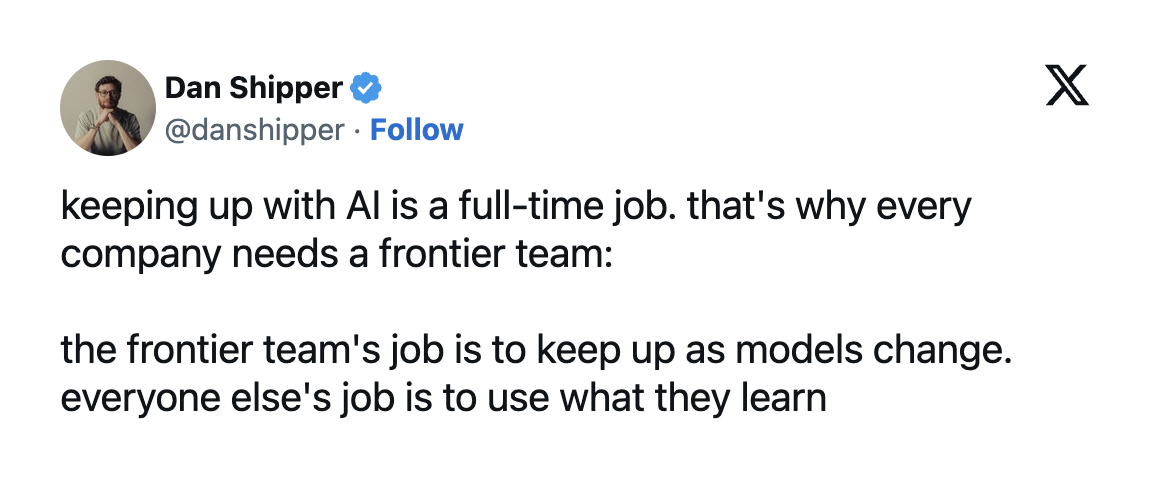 Dan Shipper
@danshipper · Follow
keeping up with AI is a full-time job. that's why every
company needs a frontier team:
the frontier team's job is to keep up as models change.
everyone else's job is to use what they learn